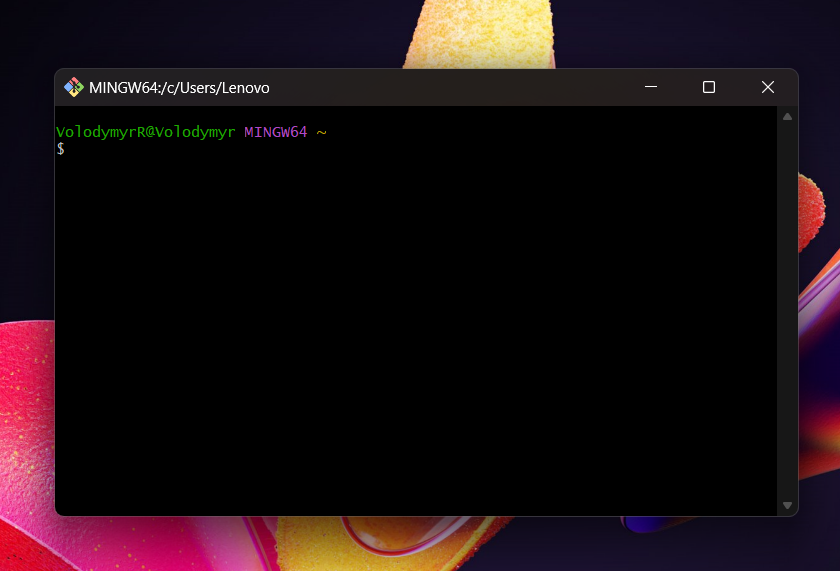 MINGW64:/c/Users/Lenovo
VolodymyrR@Volodymyr MINGW64 ~
$